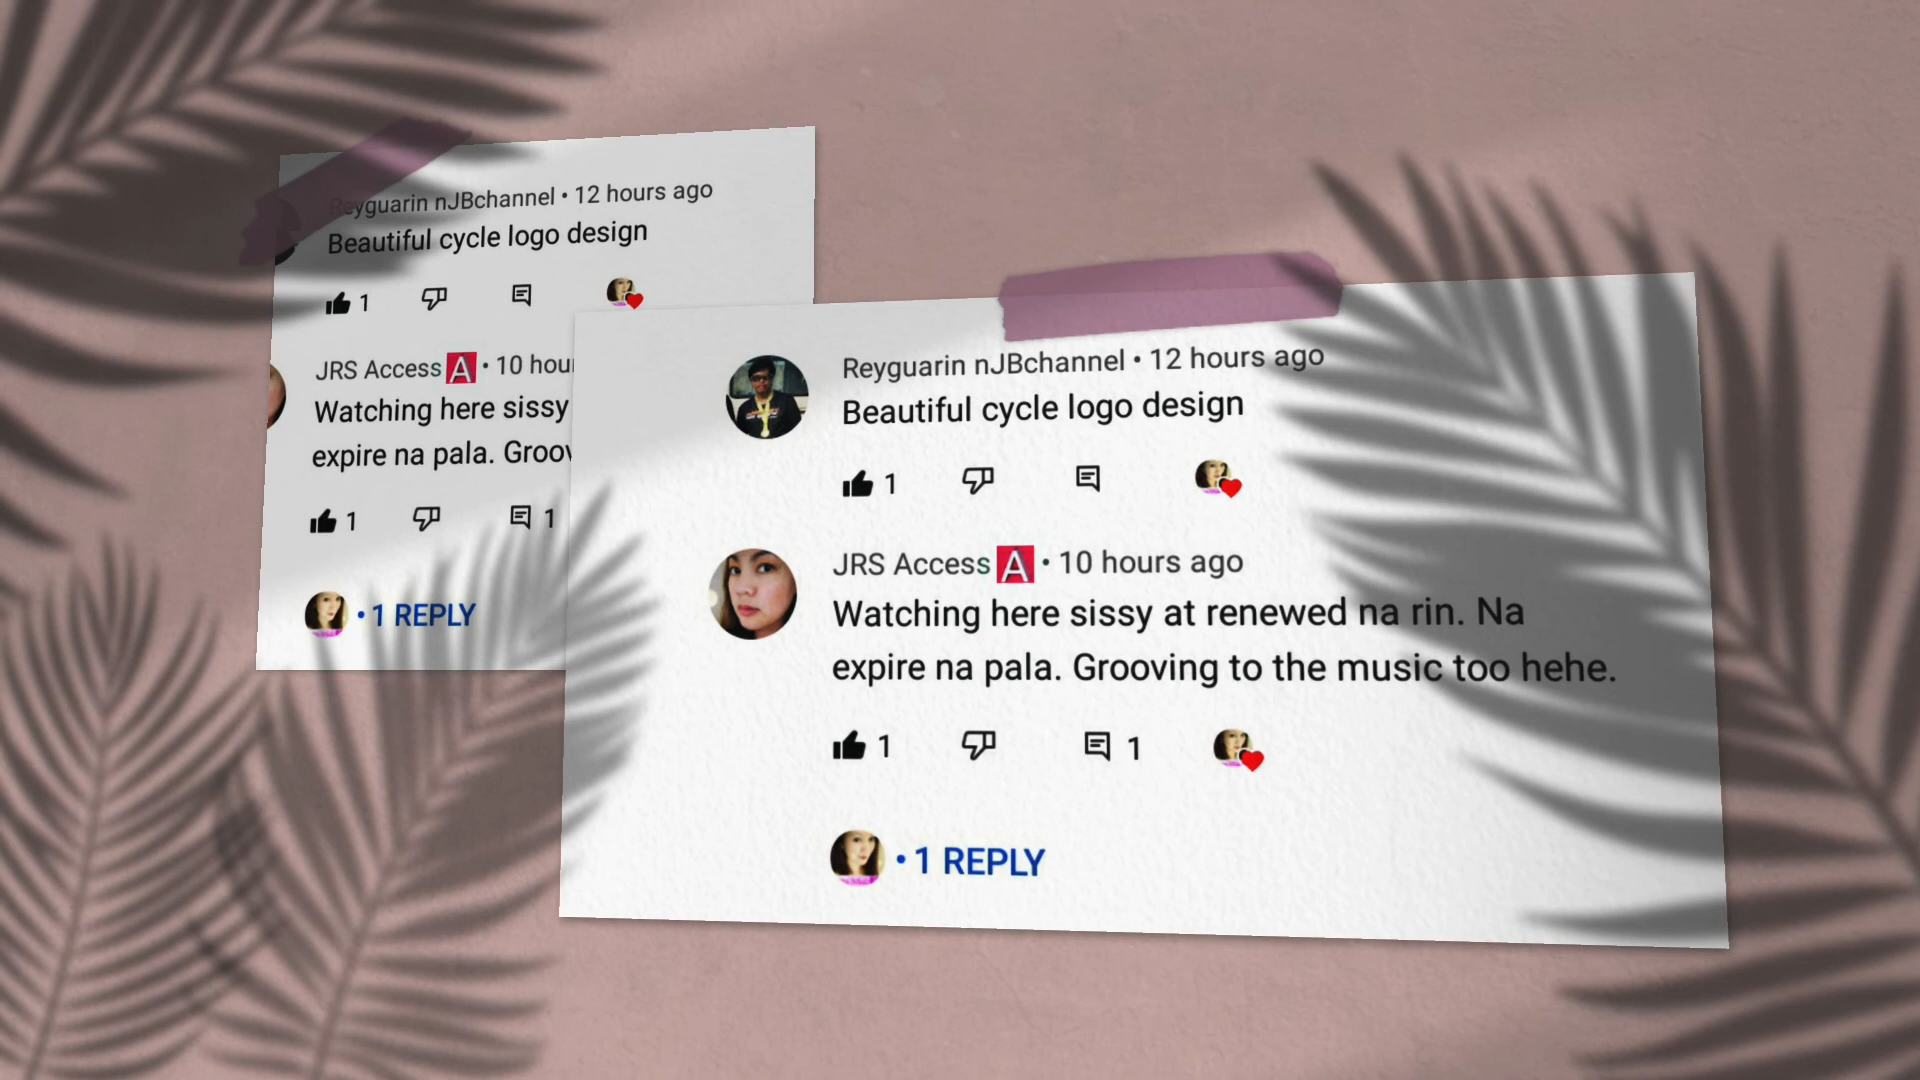 Reyguarin nJBchannel • 12 hours ago
Beautiful cycle logo design
1
JRS Access A • 10 hou
Watching here sissy
expire na pala. Groov
1 1
• 1 REPLY
Reyguarin nJBchannel • 12 hours ago
Beautiful cycle logo design
1
JRS Access A • 10 hours ago
Watching here sissy at renewed na rin. Na
expire na pala. Grooving to the music too hehe.
1 1
• 1 REPLY